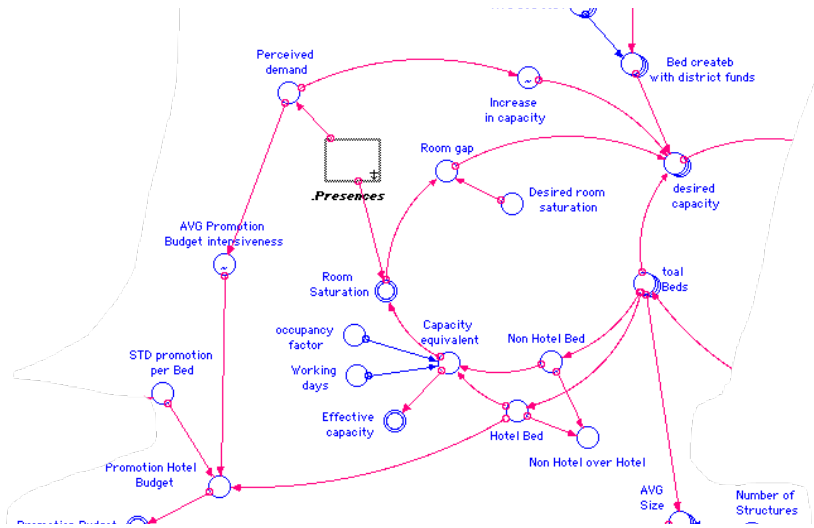 Perceived
demand
Bed createb
with district funds
Increase
in capacity
Room gap
.Presences
Desired room
saturation
desired
capacity
AVG Promotion
Budget intensiveness
Room
Saturation
toal
Beds
occupancy
factor
Capacity
equivalent
Non Hotel Bed
STD promotion
per Bed
Working
days
Effective
capacity
Hotel Bed
Non Hotel over Hotel
Promotion Hotel
Budget
AVG
Size
Number of
Structures
Promotion Budget